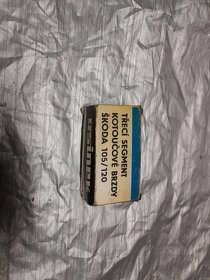 TŘECÍ SEGMENT
KOTOUČOVÉ BRZDY
ŠKODA 105/120